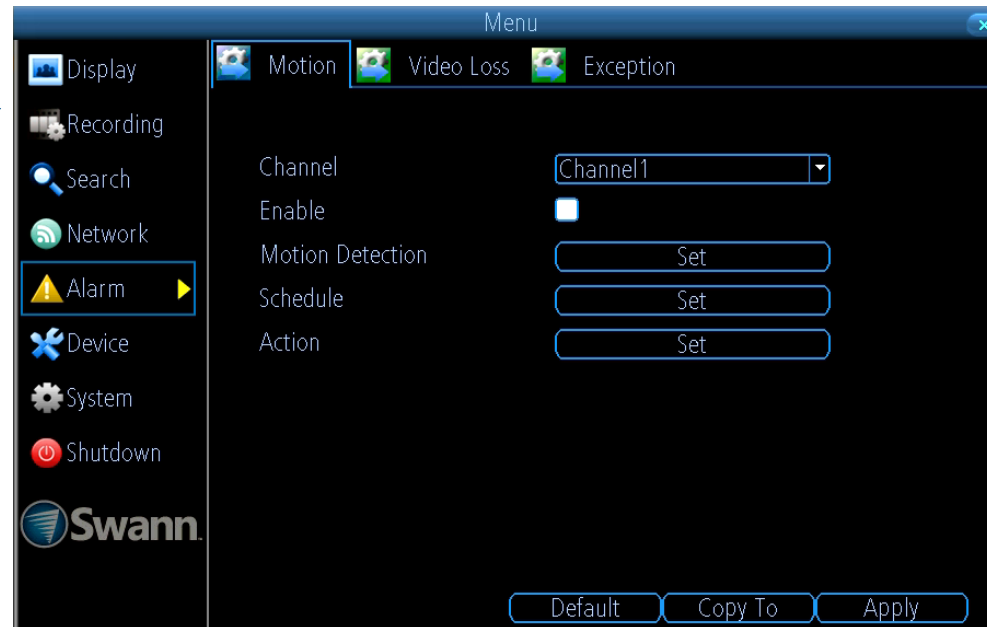 Menu
Display
Recording
Search
Network
Alarm
Device
System
Shutdown
Swann.
Motion
Video Loss
Exception
Channel
Channel1
Enable
Motion Detection
Set
Schedule
Set
Action
Set
Default
Copy To
Apply